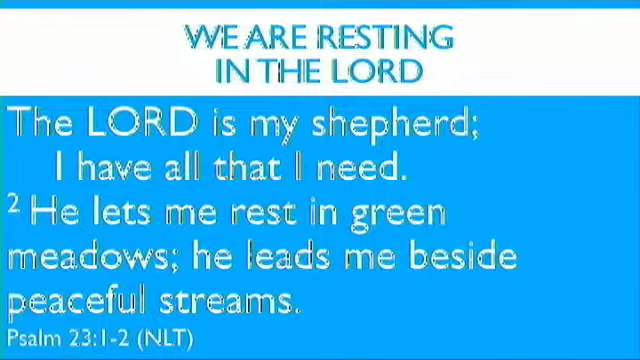 WE ARE RESTING
IN THE LORD
The LORD is my shepherd;
I have all that I need.
2 He lets me rest in green
meadows; he leads me beside
peaceful streams.
Psalm 23:1-2 (NLT)